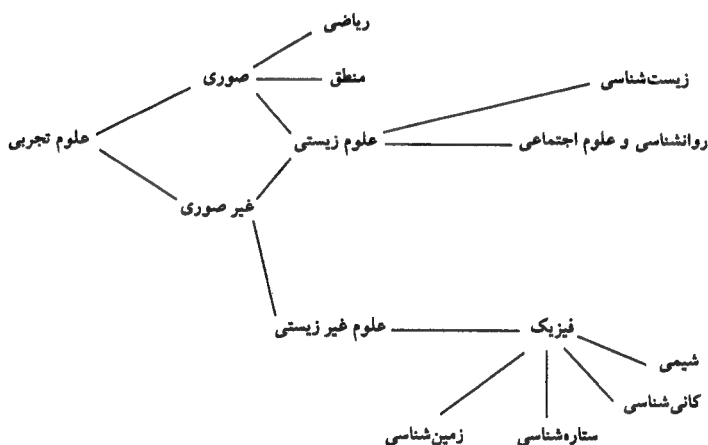 ریاضی
صوری
منطق
زیست‌شناسی
علوم تجربی
علوم زیستی
روانشناسی و علوم اجتماعی
غیر صوری
علوم غیر زیستی
فیزیک
شیمی
کانی‌شناسی
ستاره‌شناسی
زمین‌شناسی